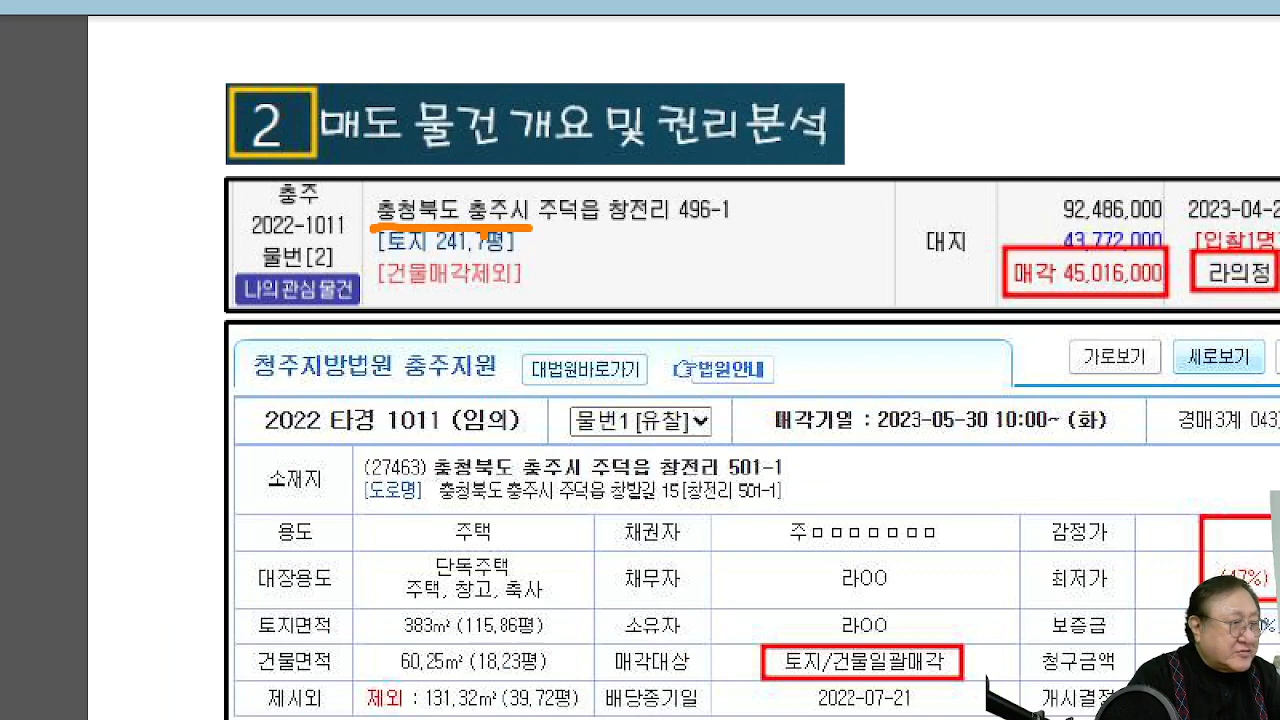 2 매도 물건 개요 및 권리분석
충주
2022-1011
물번[2]
나의관심물건
충청북도 충주시 주덕읍 창전리 496-1
[토지 241,7평]
[건물매각제외]
대지
92,486,000
43,772,000
매각 45,016,000
2023-04-2
[입찰1명
라의정
청주지방법원 충주지원
대법원바로가기
법원안내
가로보기
세로보기
2022 타경 1011 (임의)
물번1 [유찰]
매각기일 : 2023-05-30 10:00~ (화)
경매3계 043
소재지
(27463) 충청북도 충주시 주덕읍 창전리 501-1
[도로명] 충청북도 충주시 주덕읍 창발길 15 [창전리 501-1]
용도 주택 채권자 주□□□□□□□ 감정가
대장용도
단독주택
주택, 창고, 축사
채무자 라OO 최저가 (47%)
토지면적 383m² (115,86평) 소유자 라OO 보증금
건물면적 60,25m² (18,23평) 매각대상 토지/건물일괄매각 청구금액
제시외 제외 : 131,32m² (39,72평) 배당종기일 2022-07-21 개시결정